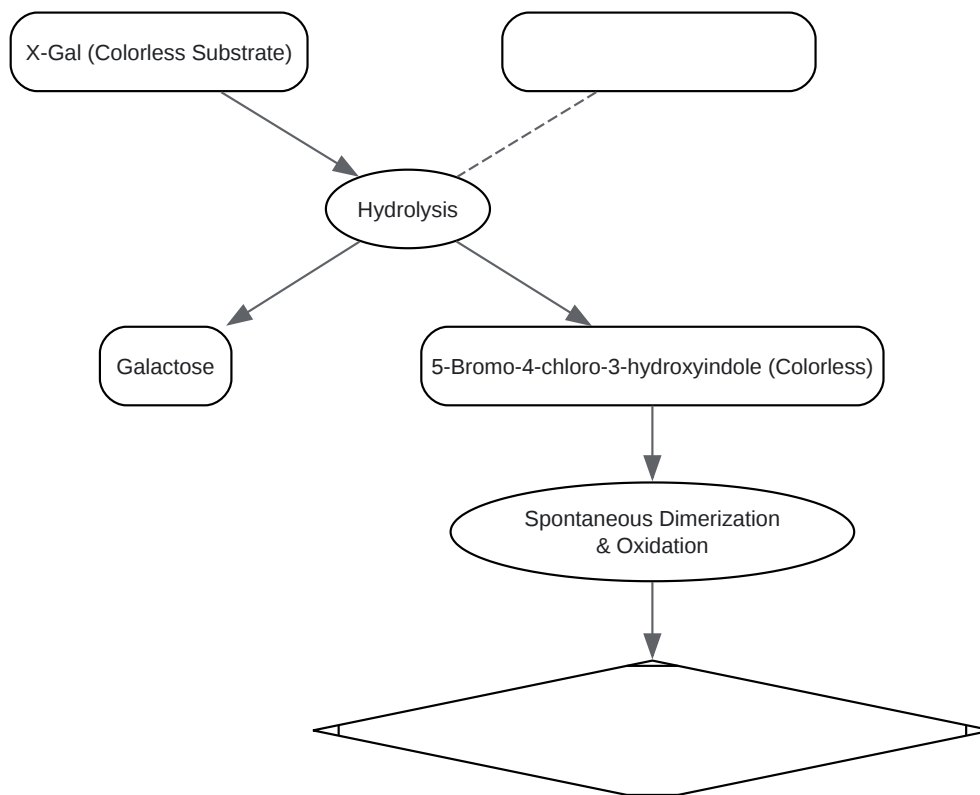 X-Gal (Colorless Substrate)
Hydrolysis
Galactose
5-Bromo-4-chloro-3-hydroxyindole (Colorless)
Spontaneous Dimerization
& Oxidation